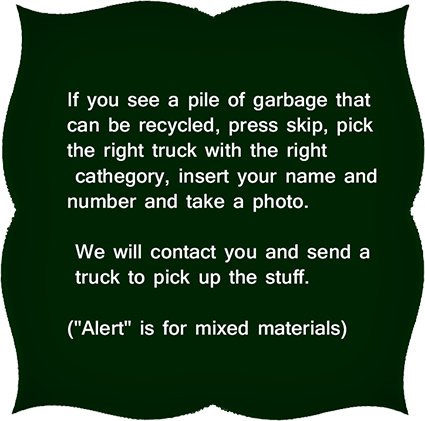 If you see a pile of garbage that
can be recycled, press skip, pick
the right truck with the right
cathegory, insert your name and
number and take a photo.
We will contact you and send a
truck to pick up the stuff.
("Alert" is for mixed materials)